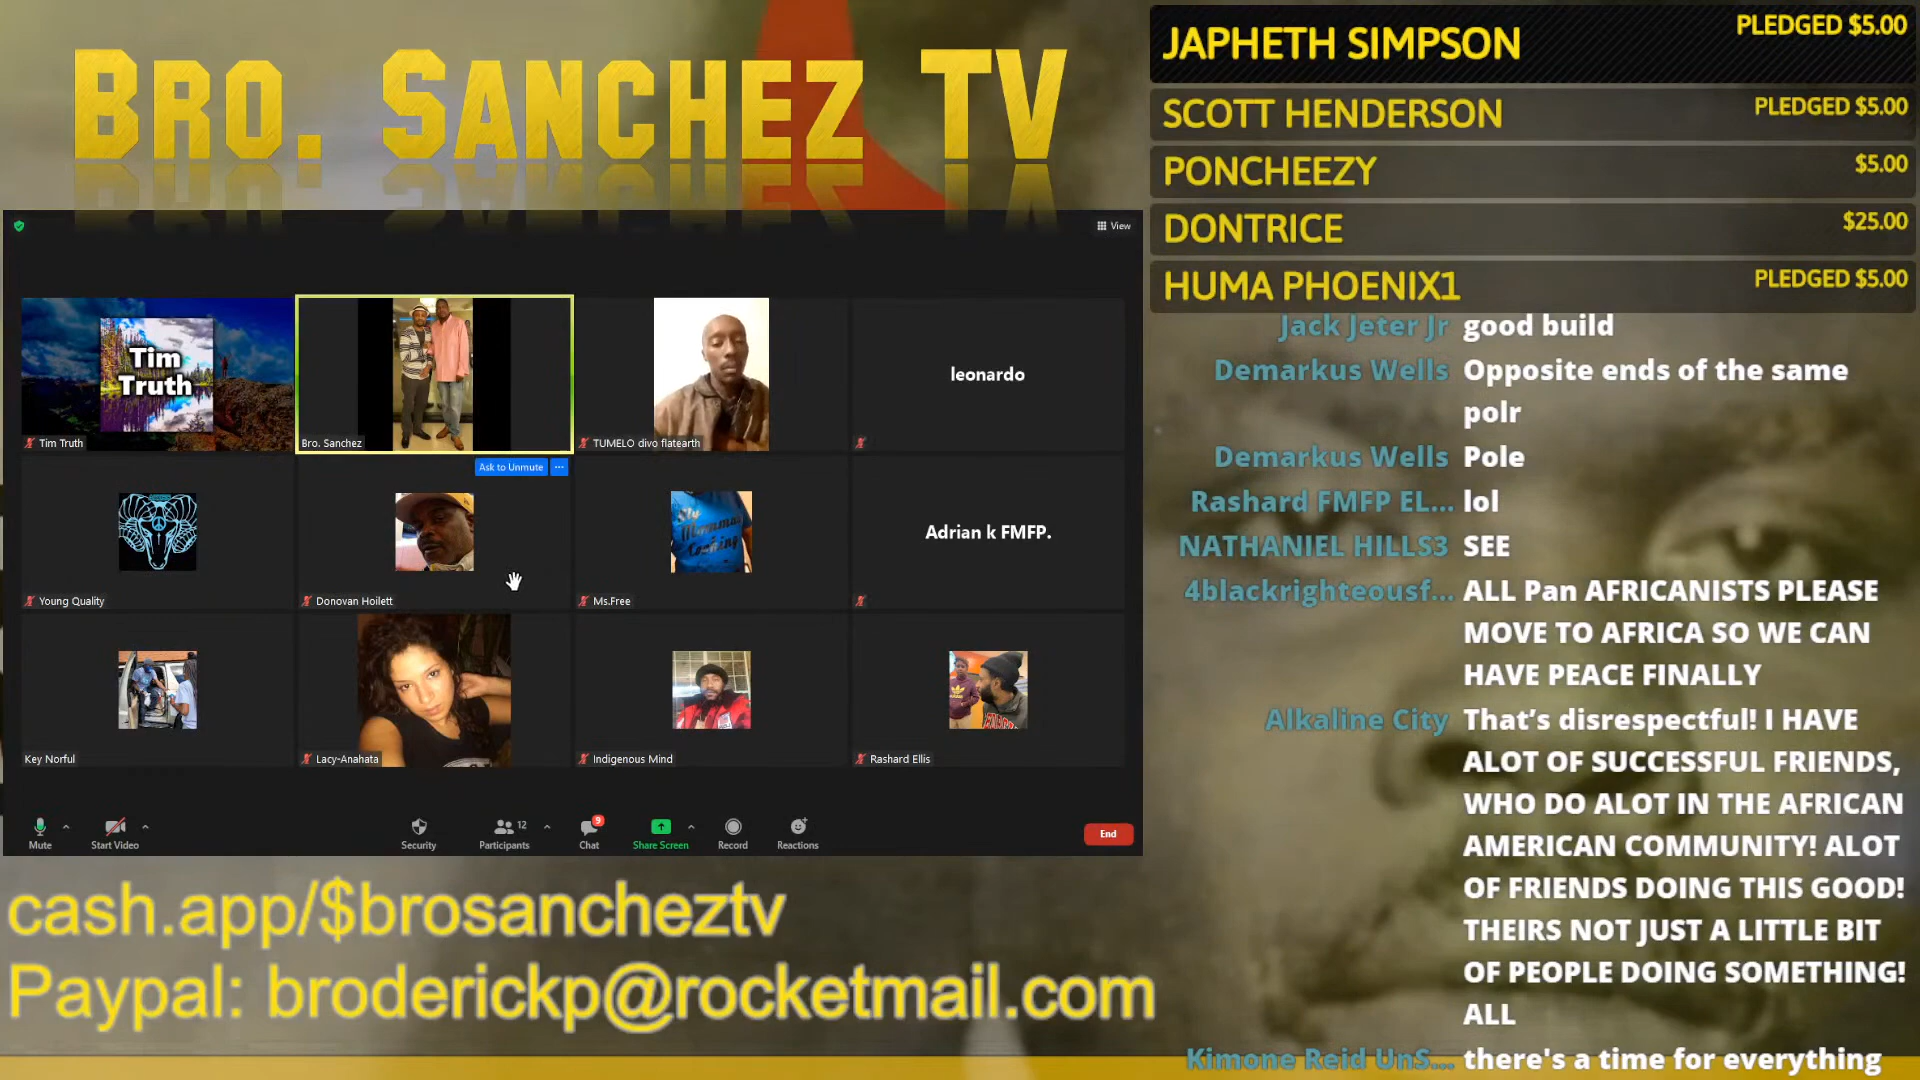 BRO. SANCHEZ TV
View
Tim
Truth
Tim Truth
Bro. Sanchez
TUMELO divo flatearth
leonardo
Ask to Unmute
...
Adrian k FMFP.
Young Quality
Donovan Hoilett
Ms.Free
Key Norful
Lacy-Anahata
Indigenous Mind
Rashard Ellis
Mute
Start Video
Security
12
Participants
9
Chat
Share Screen
Record
Reactions
End
cash.app/$brosancheztv
Paypal: broderickp@rocketmail.com
JAPHETH SIMPSON PLEDGED $5.00
SCOTT HENDERSON PLEDGED $5.00
PONCHEEZY $5.00
DONTRICE $25.00
HUMA PHOENIX1 PLEDGED $5.00
Jack Jeter Jr good build
Demarkus Wells Opposite ends of the same
polr
Demarkus Wells Pole
Rashard FMFP EL... lol
NATHANIEL HILLS3 SEE
4blackrighteousf... ALL Pan AFRICANISTS PLEASE
MOVE TO AFRICA SO WE CAN
HAVE PEACE FINALLY
Alkaline City That's disrespectful! I HAVE
ALOT OF SUCCESSFUL FRIENDS,
WHO DO ALOT IN THE AFRICAN
AMERICAN COMMUNITY! ALOT
OF FRIENDS DOING THIS GOOD!
THEIRS NOT JUST A LITTLE BIT
OF PEOPLE DOING SOMETHING!
ALL
Kimone Reid UnS... there's a time for everything